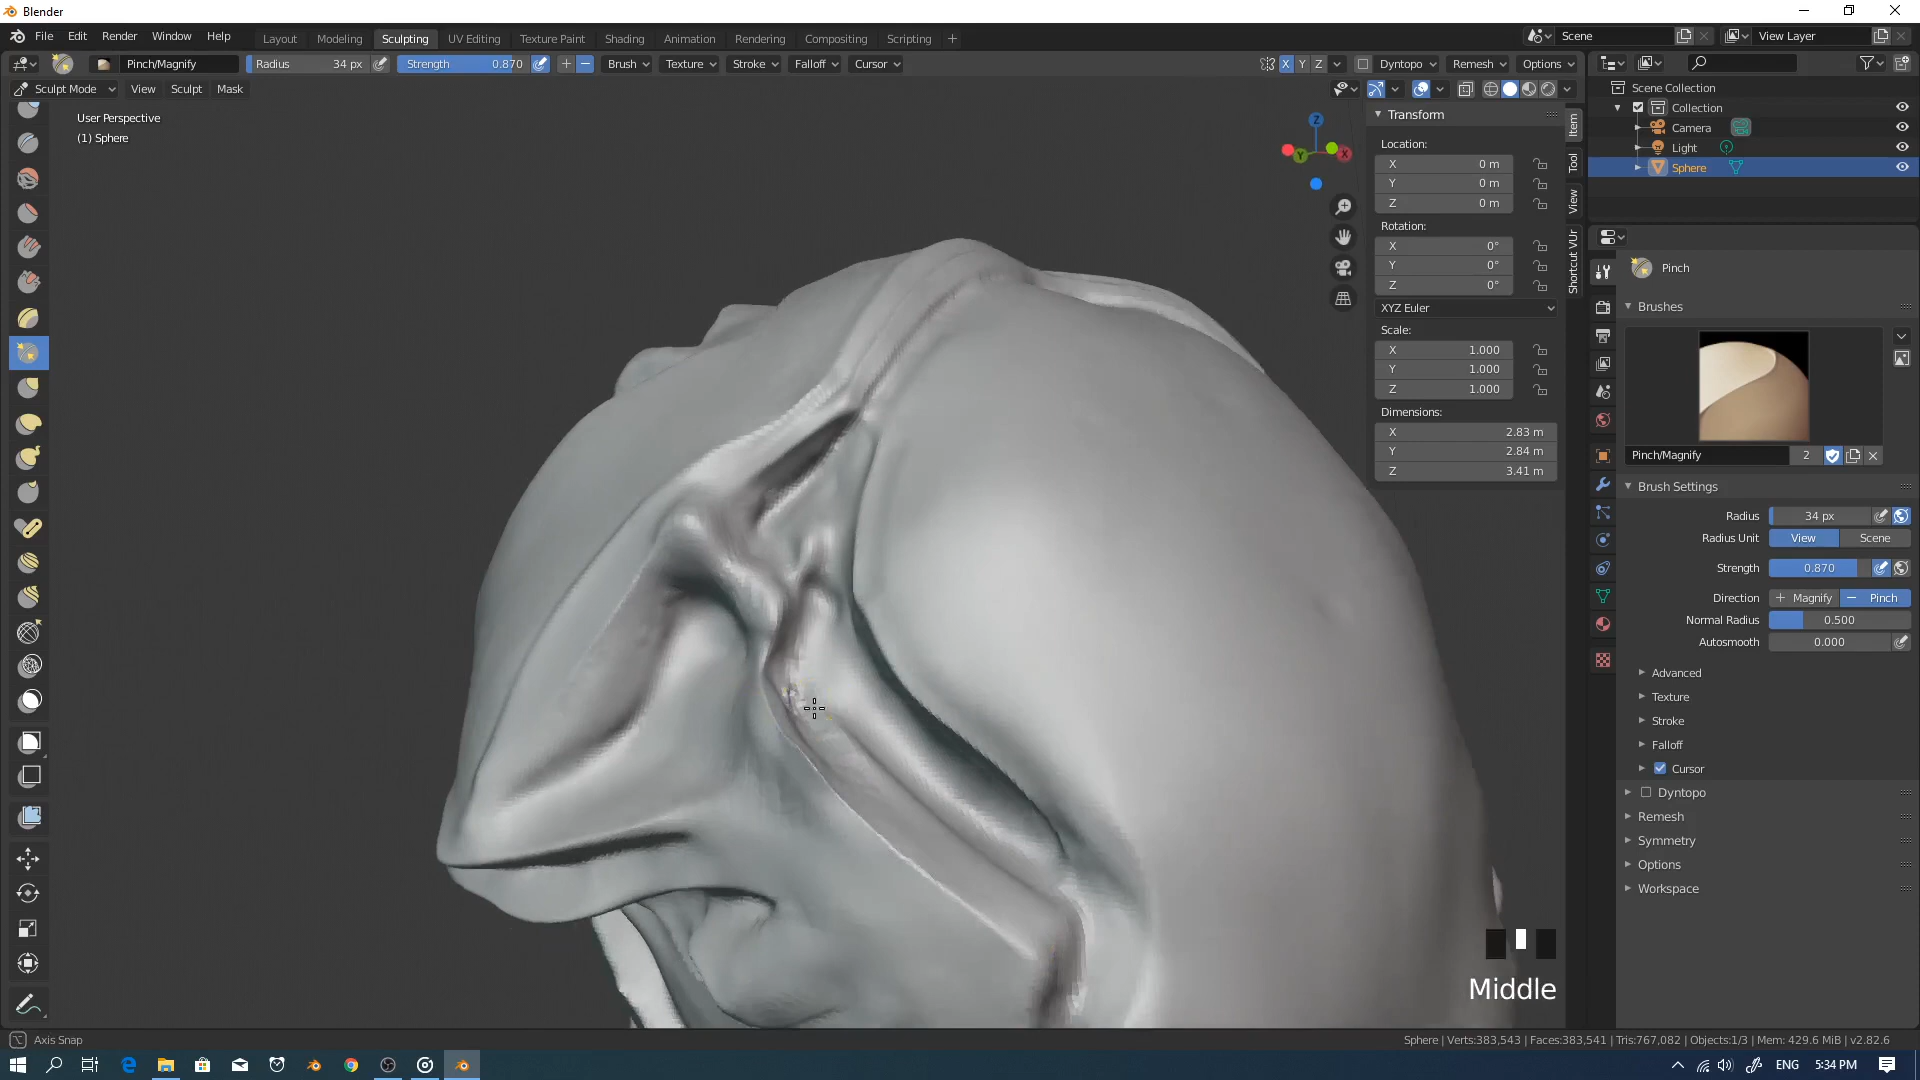 Blender
File Edit Render Window Help
Layout Modeling Sculpting UV Editing Texture Paint Shading Animation Rendering Compositing Scripting
Scene View Layer
Pinch/Magnify Radius 34 px Strength 0.870 Brush Texture Stroke Falloff Cursor
X Y Z Dyntopo Remesh Options
Sculpt Mode View Sculpt Mask
User Perspective
(1) Sphere
Z
Y X
Transform
Location:
X 0 m
Y 0 m
Z 0 m
Rotation:
X 0°
Y 0°
Z 0°
XYZ Euler
Scale:
X 1.000
Y 1.000
Z 1.000
Dimensions:
X 2.83 m
Y 2.84 m
Z 3.41 m
Item
Tool
View
Shortcut VUr
Scene Collection
Collection
Camera
Light
Sphere
Pinch
Brushes
Pinch/Magnify 2
Brush Settings
Radius 34 px
Radius Unit View Scene
Strength 0.870
Direction + Magnify − Pinch
Normal Radius 0.500
Autosmooth 0.000
Advanced
Texture
Stroke
Falloff
Cursor
Dyntopo
Remesh
Symmetry
Options
Workspace
Middle
Axis Snap
Sphere | Verts:383,543 | Faces:383,541 | Tris:767,082 | Objects:1/3 | Mem: 429.6 MiB | v2.82.6
ENG 5:34 PM